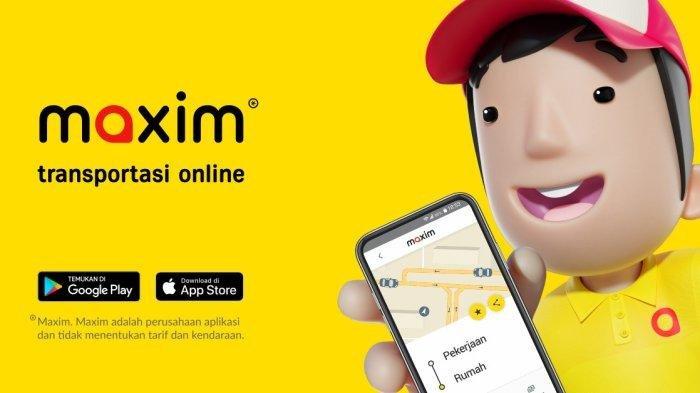 maxim®
transportasi online
TEMUKAN DI
Google Play
Download di
App Store
®Maxim. Maxim adalah perusahaan aplikasi
dan tidak menentukan tarif dan kendaraan.
maxim
Pekerjaan
Rumah